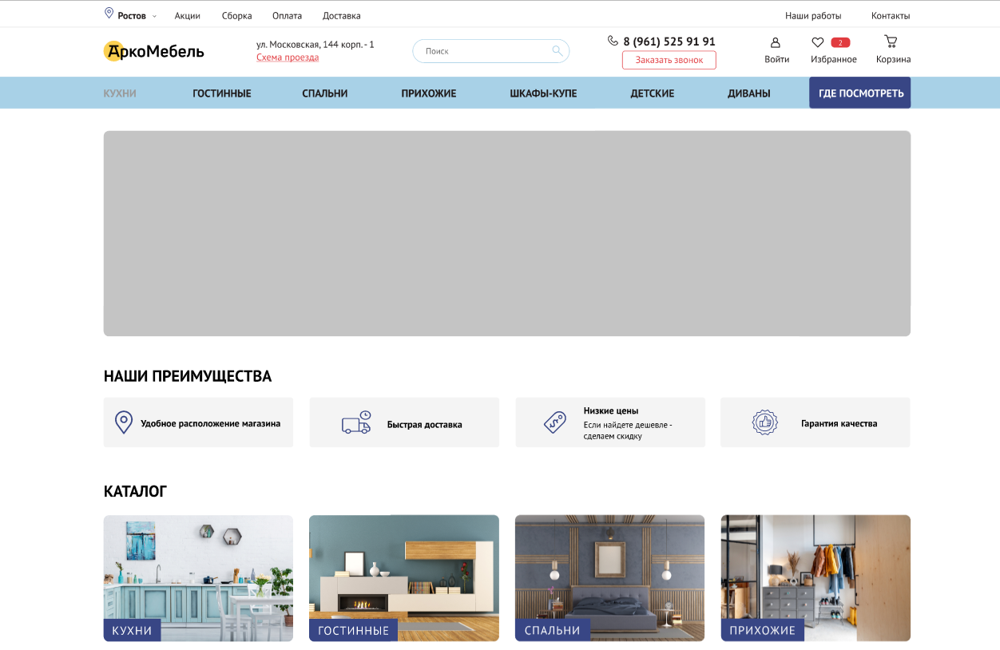 Ростов
Акции
Сборка
Оплата
Доставка
Наши работы
Контакты
АркоМебель
ул. Московская, 144 корп. - 1
Схема проезда
Поиск
8 (961) 525 91 91
Заказать звонок
Войти
2
Избранное
Корзина
КУХНИ
ГОСТИННЫЕ
СПАЛЬНИ
ПРИХОЖИЕ
ШКАФЫ-КУПЕ
ДЕТСКИЕ
ДИВАНЫ
ГДЕ ПОСМОТРЕТЬ
НАШИ ПРЕИМУЩЕСТВА
Удобное расположение магазина
Быстрая доставка
Низкие цены
Если найдете дешевле -
сделаем скидку
Гарантия качества
КАТАЛОГ
КУХНИ
ГОСТИННЫЕ
СПАЛЬНИ
ПРИХОЖИЕ